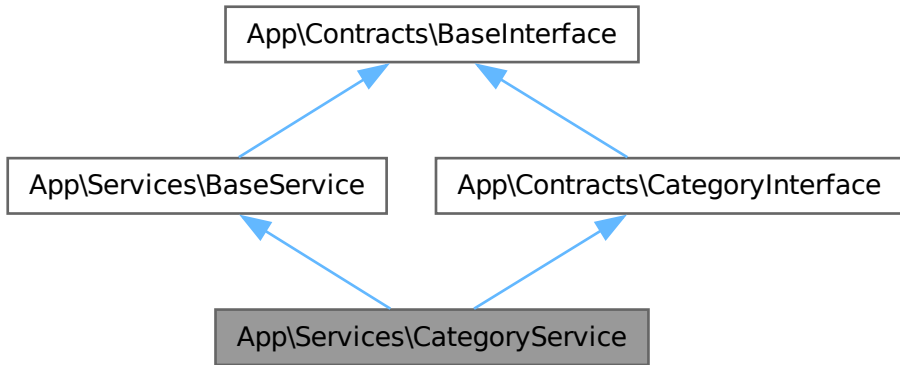 App\Contracts\BaseInterface
App\Services\BaseService
App\Contracts\CategoryInterface
App\Services\CategoryService